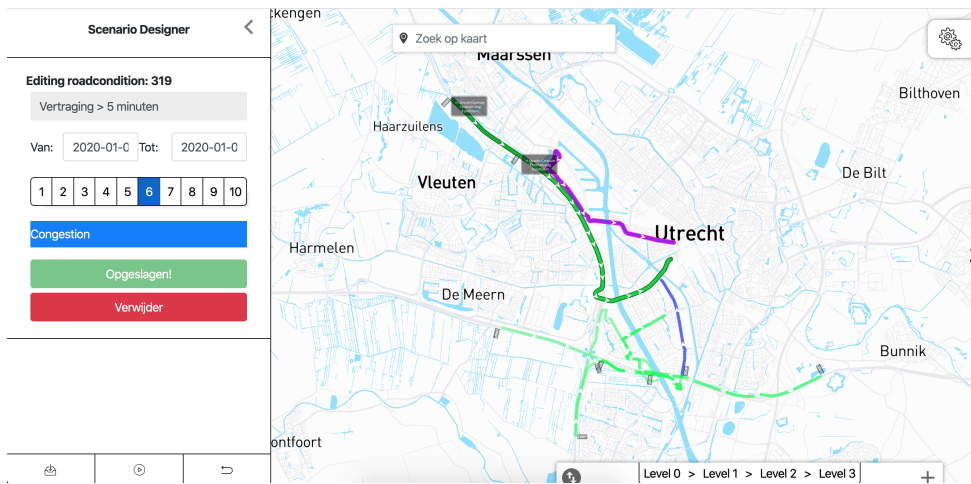 Scenario Designer
Editing roadcondition: 319
Vertraging > 5 minuten
Van: 2020-01-0 Tot: 2020-01-0
1 2 3 4 5 6 7 8 9 10
Congestion
Opgeslagen!
Verwijder
Zoek op kaart
ckengen
Maarssen
Bilthoven
Haarzuilens
De Bilt
Vleuten
Utrecht
Harmelen
De Meern
Bunnik
ontfoort
Level 0 > Level 1 > Level 2 > Level 3